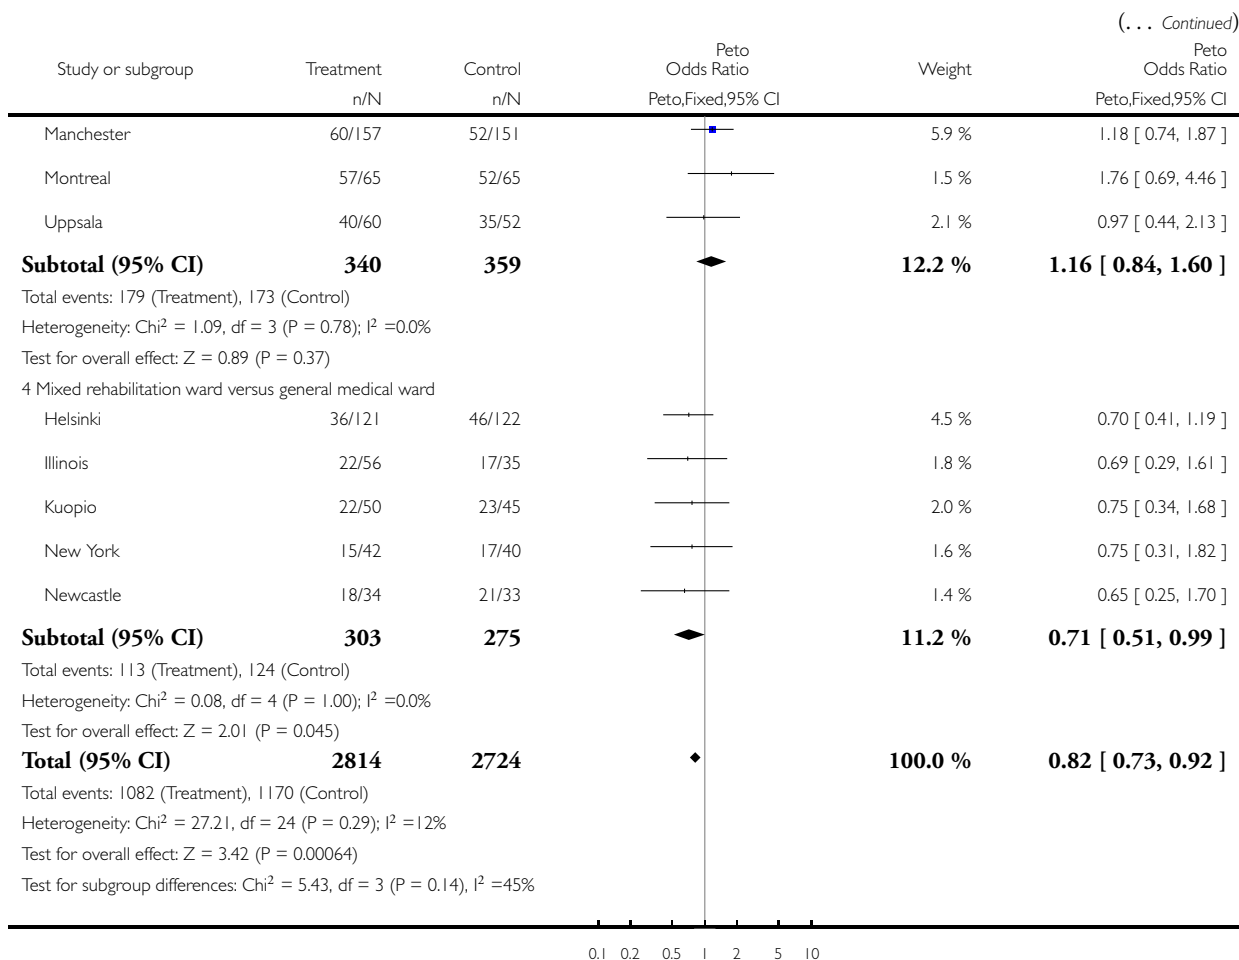 (... Continued)
Peto Peto
Study or subgroup Treatment Control Odds Ratio Weight Odds Ratio
n/N n/N Peto,Fixed,95% CI Peto,Fixed,95% CI
Manchester 60/157 52/151 5.9 % 1.18 [ 0.74, 1.87 ]
Montreal 57/65 52/65 1.5 % 1.76 [ 0.69, 4.46 ]
Uppsala 40/60 35/52 2.1 % 0.97 [ 0.44, 2.13 ]
Subtotal (95% CI) 340 359 12.2 % 1.16 [ 0.84, 1.60 ]
Total events: 179 (Treatment), 173 (Control)
Heterogeneity: Chi² = 1.09, df = 3 (P = 0.78); I² =0.0%
Test for overall effect: Z = 0.89 (P = 0.37)
4 Mixed rehabilitation ward versus general medical ward
Helsinki 36/121 46/122 4.5 % 0.70 [ 0.41, 1.19 ]
Illinois 22/56 17/35 1.8 % 0.69 [ 0.29, 1.61 ]
Kuopio 22/50 23/45 2.0 % 0.75 [ 0.34, 1.68 ]
New York 15/42 17/40 1.6 % 0.75 [ 0.31, 1.82 ]
Newcastle 18/34 21/33 1.4 % 0.65 [ 0.25, 1.70 ]
Subtotal (95% CI) 303 275 11.2 % 0.71 [ 0.51, 0.99 ]
Total events: 113 (Treatment), 124 (Control)
Heterogeneity: Chi² = 0.08, df = 4 (P = 1.00); I² =0.0%
Test for overall effect: Z = 2.01 (P = 0.045)
Total (95% CI) 2814 2724 100.0 % 0.82 [ 0.73, 0.92 ]
Total events: 1082 (Treatment), 1170 (Control)
Heterogeneity: Chi² = 27.21, df = 24 (P = 0.29); I² =12%
Test for overall effect: Z = 3.42 (P = 0.00064)
Test for subgroup differences: Chi² = 5.43, df = 3 (P = 0.14), I² =45%
0.1 0.2 0.5 1 2 5 10